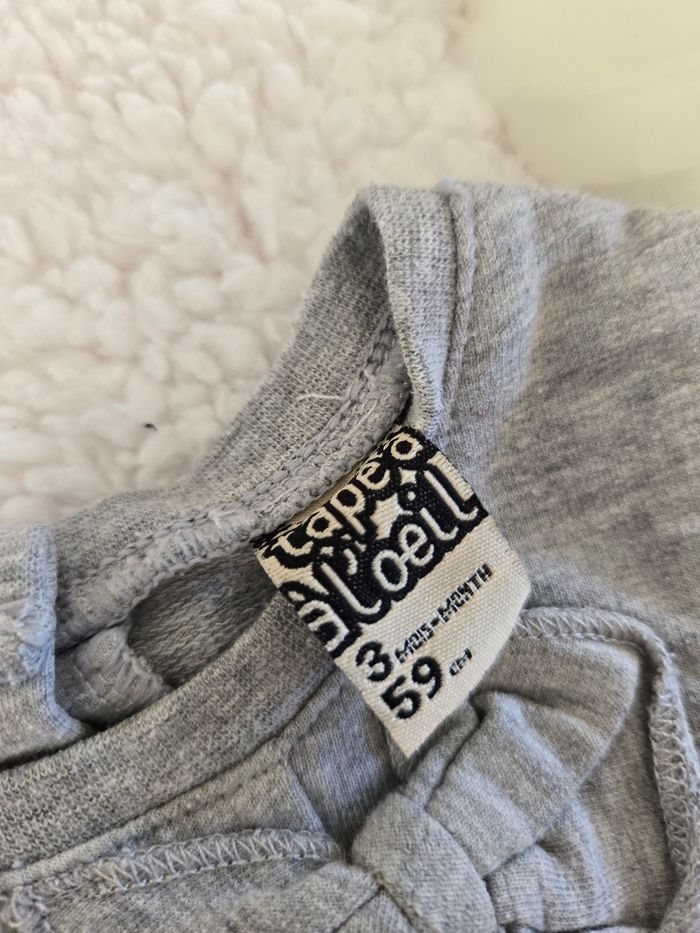 tape à
l'oeil
3 MOIS-MONTH
59 CM